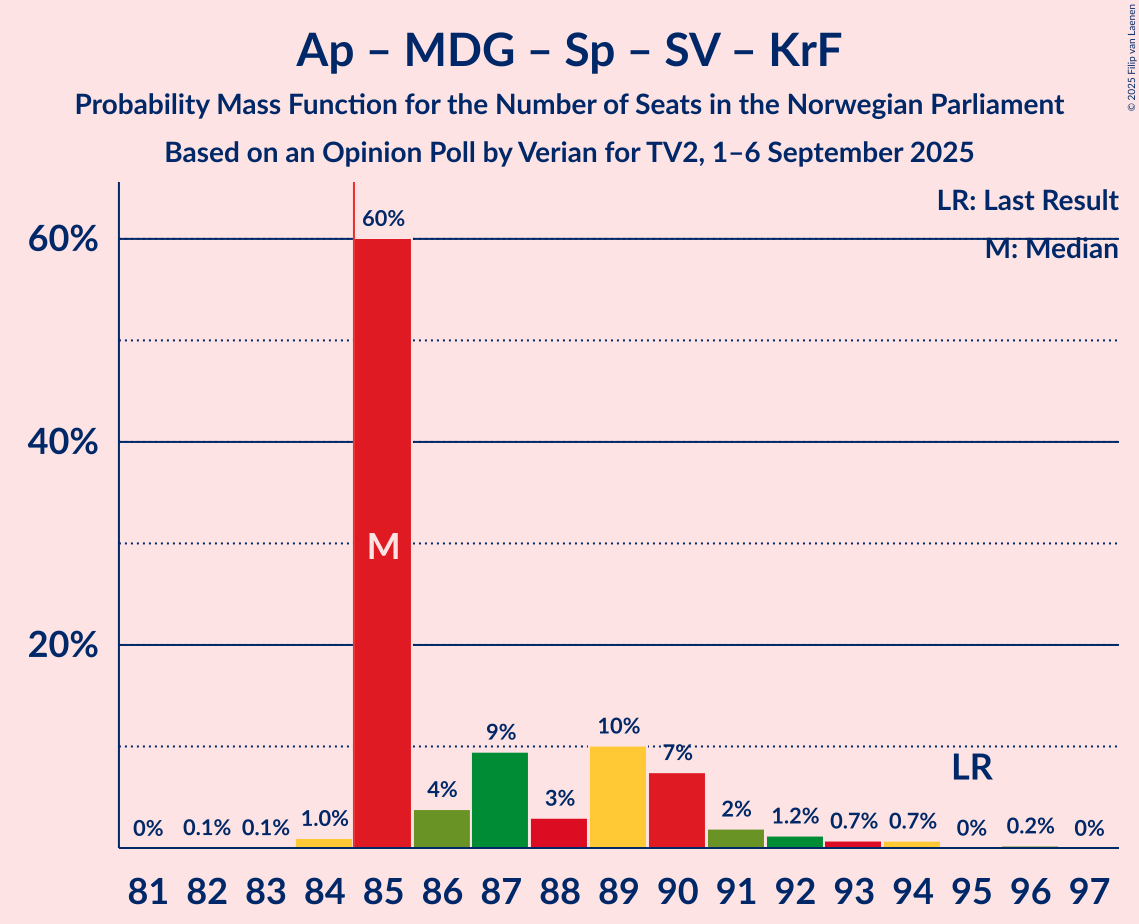 Ap – MDG – Sp – SV – KrF
Probability Mass Function for the Number of Seats in the Norwegian Parliament
Based on an Opinion Poll by Verian for TV2, 1–6 September 2025
© 2025 Filip van Laenen
LR: Last Result
M: Median
60%
40%
20%
0% 0.1% 0.1% 1.0% 60% 4% 9% 3% 10% 7% 2% 1.2% 0.7% 0.7% 0% 0.2% 0%
M
LR
81 82 83 84 85 86 87 88 89 90 91 92 93 94 95 96 97